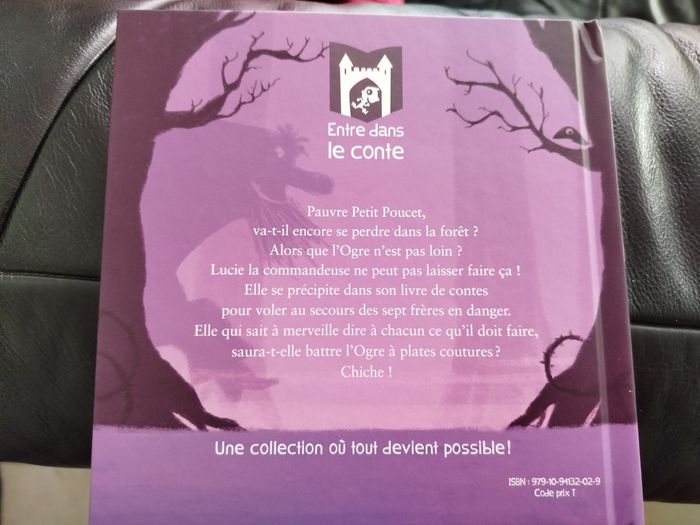 Entre dans
le conte
Pauvre Petit Poucet,
va-t-il encore se perdre dans la forêt ?
Alors que l'Ogre n'est pas loin ?
Lucie la commandeuse ne peut pas laisser faire ça !
Elle se précipite dans son livre de contes
pour voler au secours des sept frères en danger.
Elle qui sait à merveille dire à chacun ce qu'il doit faire,
saura-t-elle battre l'Ogre à plates coutures ?
Chiche !
Une collection où tout devient possible !
ISBN : 979-10-94132-02-9
Code prix T